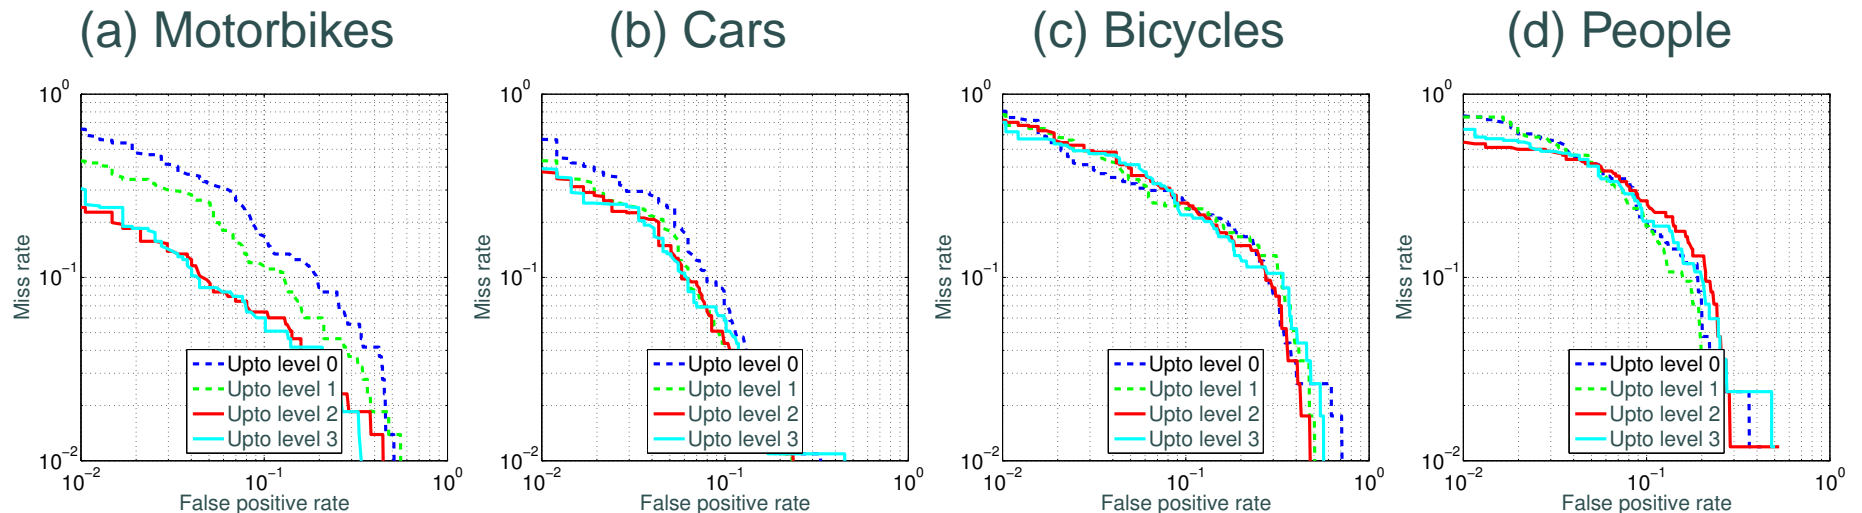 (a) Motorbikes
(b) Cars
(c) Bicycles
(d) People
10^0
10^-1
10^-2
Miss rate
10^-2
10^-1
10^0
False positive rate
Upto level 0
Upto level 1
Upto level 2
Upto level 3
10^0
10^-1
10^-2
Miss rate
10^-2
10^-1
10^0
False positive rate
Upto level 0
Upto level 1
Upto level 2
Upto level 3
10^0
10^-1
10^-2
Miss rate
10^-2
10^-1
10^0
False positive rate
Upto level 0
Upto level 1
Upto level 2
Upto level 3
10^0
10^-1
10^-2
Miss rate
10^-2
10^-1
10^0
False positive rate
Upto level 0
Upto level 1
Upto level 2
Upto level 3